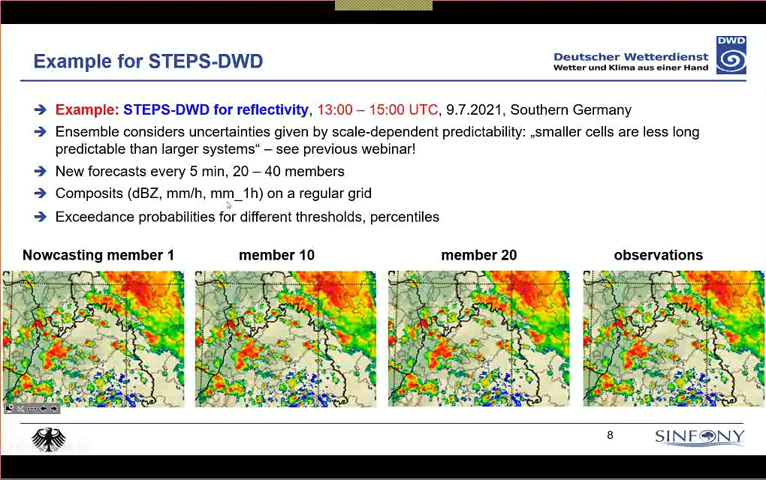 Example for STEPS-DWD
Deutscher Wetterdienst
Wetter und Klima aus einer Hand
DWD
Example: STEPS-DWD for reflectivity, 13:00 – 15:00 UTC, 9.7.2021, Southern Germany
Ensemble considers uncertainties given by scale-dependent predictability: „smaller cells are less long
predictable than larger systems“ – see previous webinar!
New forecasts every 5 min, 20 – 40 members
Composits (dBZ, mm/h, mm_1h) on a regular grid
Exceedance probabilities for different thresholds, percentiles
Nowcasting member 1
member 10
member 20
observations
8
SINFONY